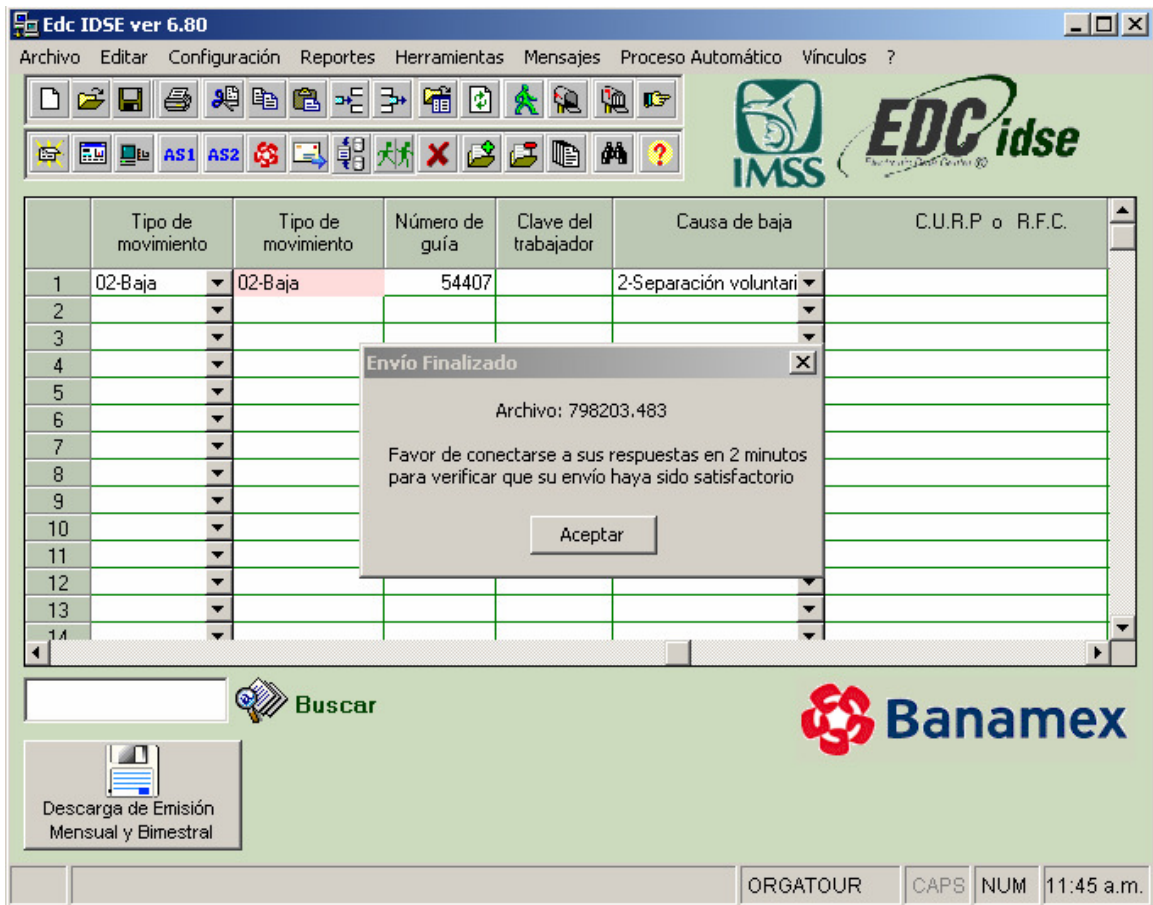 Edc IDSE ver 6.80
Archivo Editar Configuración Reportes Herramientas Mensajes Proceso Automático Vínculos ?
AS1 AS2
IMSS
EDC idse
Tipo de movimiento
Tipo de movimiento
Número de guía
Clave del trabajador
Causa de baja
C.U.R.P o R.F.C.
1 02-Baja 02-Baja 54407 2-Separación voluntari
2
3
4
5
6
7
8
9
10
11
12
13
14
Envío Finalizado
Archivo: 798203.483
Favor de conectarse a sus respuestas en 2 minutos
para verificar que su envío haya sido satisfactorio
Aceptar
Buscar
Banamex
Descarga de Emisión
Mensual y Bimestral
ORGATOUR CAPS NUM 11:45 a.m.